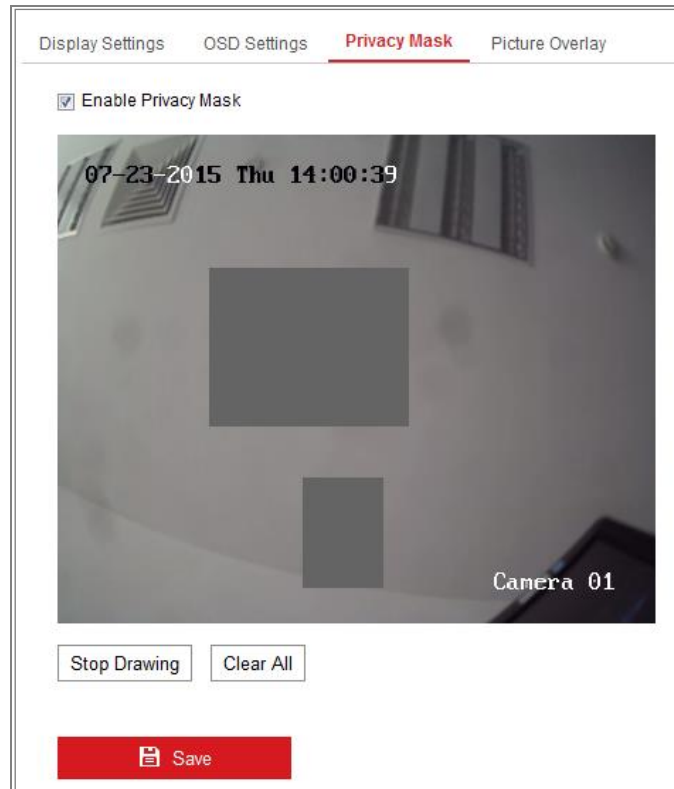 Display Settings OSD Settings Privacy Mask Picture Overlay
Enable Privacy Mask
07-23-2015 Thu 14:00:39
Camera 01
Stop Drawing Clear All
Save